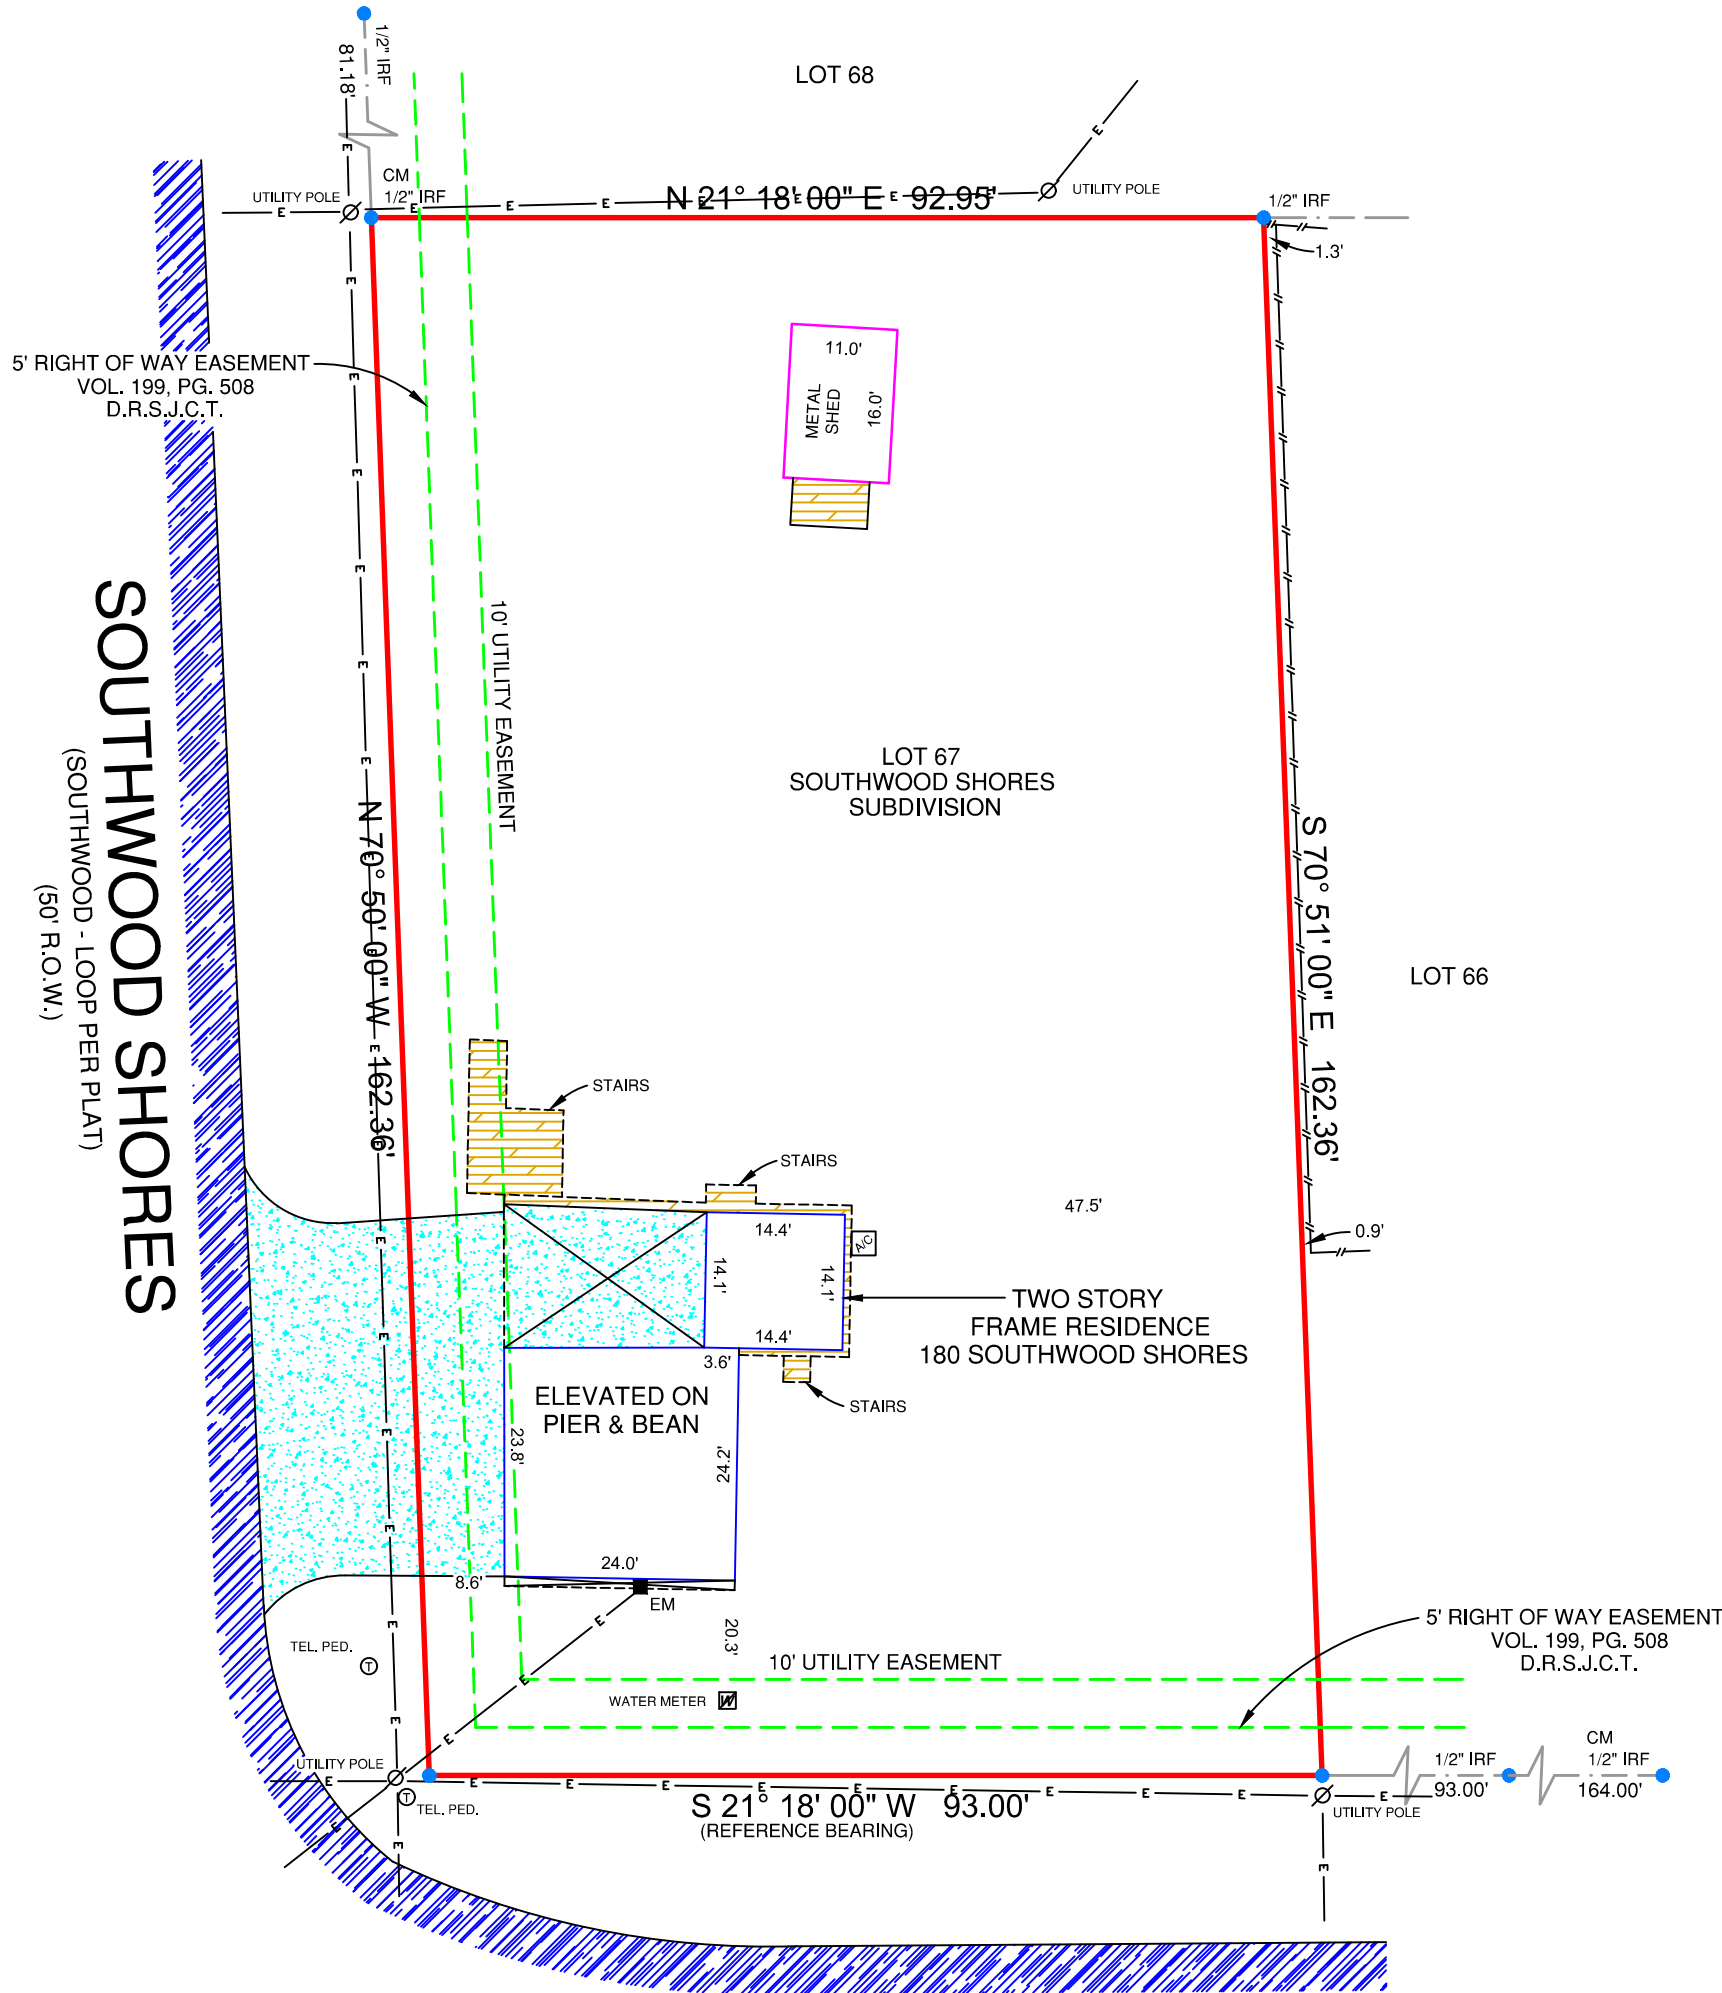 1/2" IRF
81.18'
LOT 68
CM
1/2" IRF
UTILITY POLE
E
N 21° 18' 00" E 92.95'
UTILITY POLE
1/2" IRF
1.3'
5' RIGHT OF WAY EASEMENT
VOL. 199, PG. 508
D.R.S.J.C.T.
11.0'
METAL
SHED
16.0'
10' UTILITY EASEMENT
LOT 67
SOUTHWOOD SHORES
SUBDIVISION
SOUTHWOOD SHORES
(SOUTHWOOD - LOOP PER PLAT)
(50' R.O.W.)
N 70° 50' 00" W 162.36'
S 70° 51' 00" E 162.36'
LOT 66
STAIRS
STAIRS
47.5'
14.4'
A/C
0.9'
14.1'
14.1'
TWO STORY
FRAME RESIDENCE
180 SOUTHWOOD SHORES
14.4'
3.6'
STAIRS
ELEVATED ON
PIER & BEAN
23.8'
24.2'
24.0'
8.6'
EM
20.3'
TEL. PED.
T
10' UTILITY EASEMENT
WATER METER W
5' RIGHT OF WAY EASEMENT
VOL. 199, PG. 508
D.R.S.J.C.T.
UTILITY POLE
T
TEL. PED.
S 21° 18' 00" W 93.00'
(REFERENCE BEARING)
UTILITY POLE
1/2" IRF
93.00'
CM
1/2" IRF
164.00'